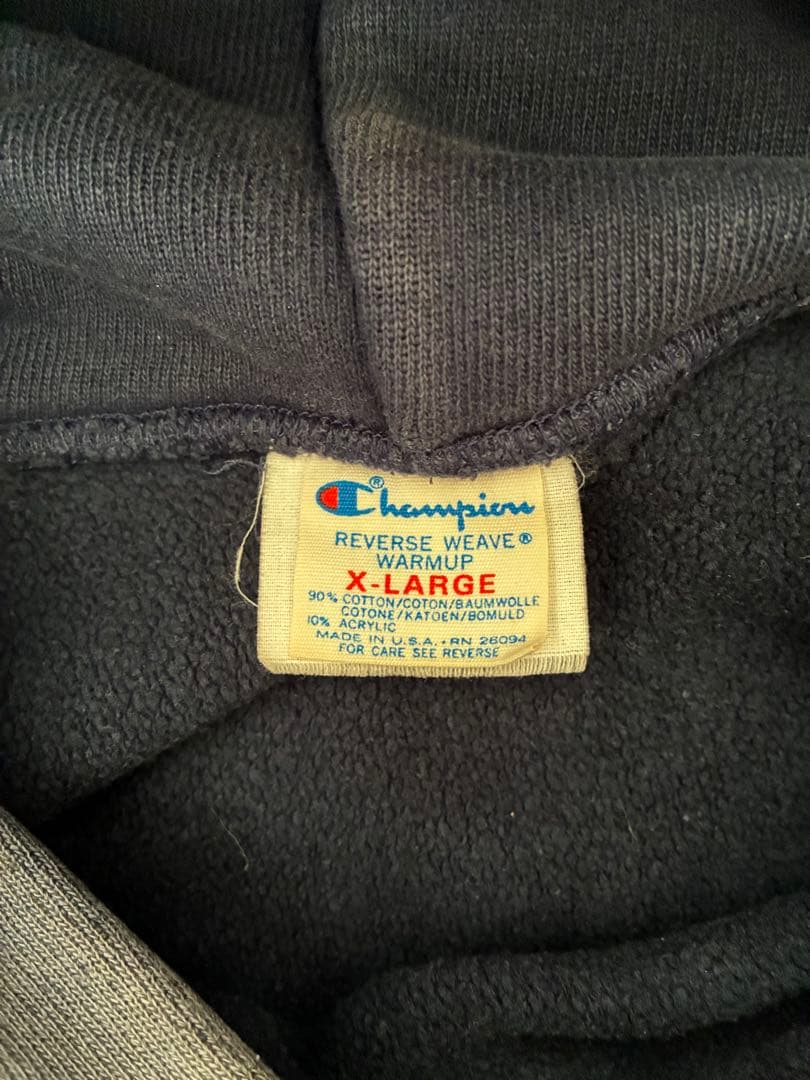 Champion®
REVERSE WEAVE®
WARMUP
X-LARGE
90% COTTON/COTON/BAUMWOLLE
COTONE/KATOEN/BOMULD
10% ACRYLIC
MADE IN U.S.A. • RN 26094
FOR CARE SEE REVERSE